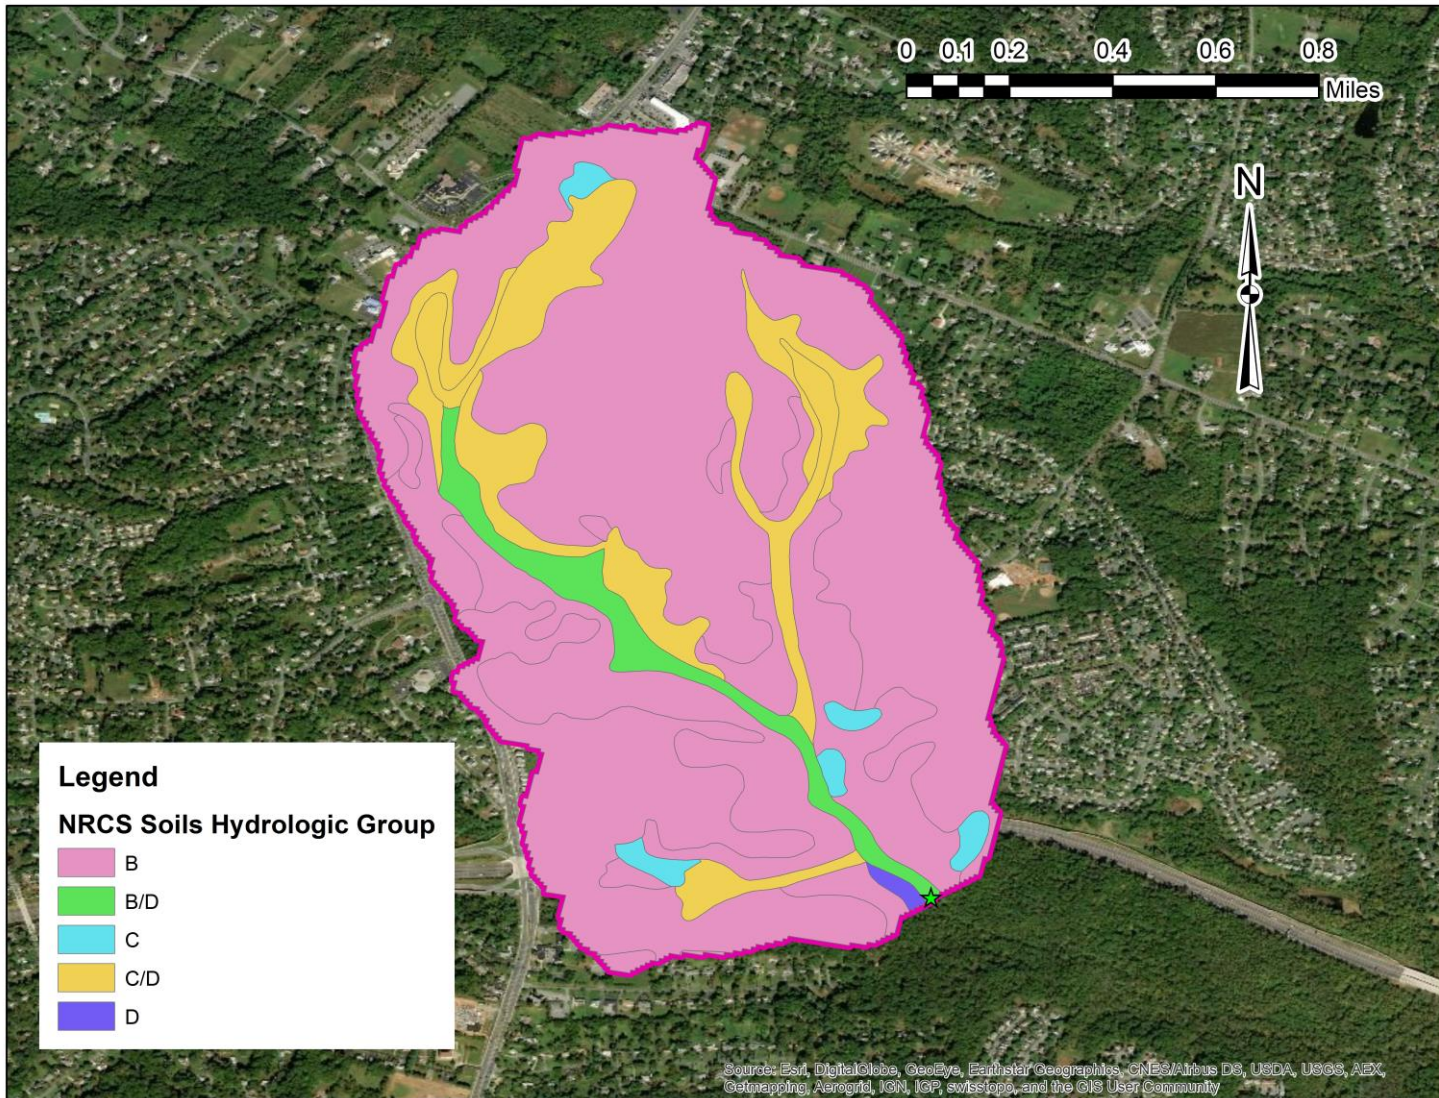 0 0.1 0.2 0.4 0.6 0.8
Miles
N
Legend
NRCS Soils Hydrologic Group
B
B/D
C
C/D
D
Source: Esri, DigitalGlobe, GeoEye, Earthstar Geographics, CNES/Airbus DS, USDA, USGS, AEX,
Getmapping, Aerogrid, IGN, IGP, swisstopo, and the GIS User Community